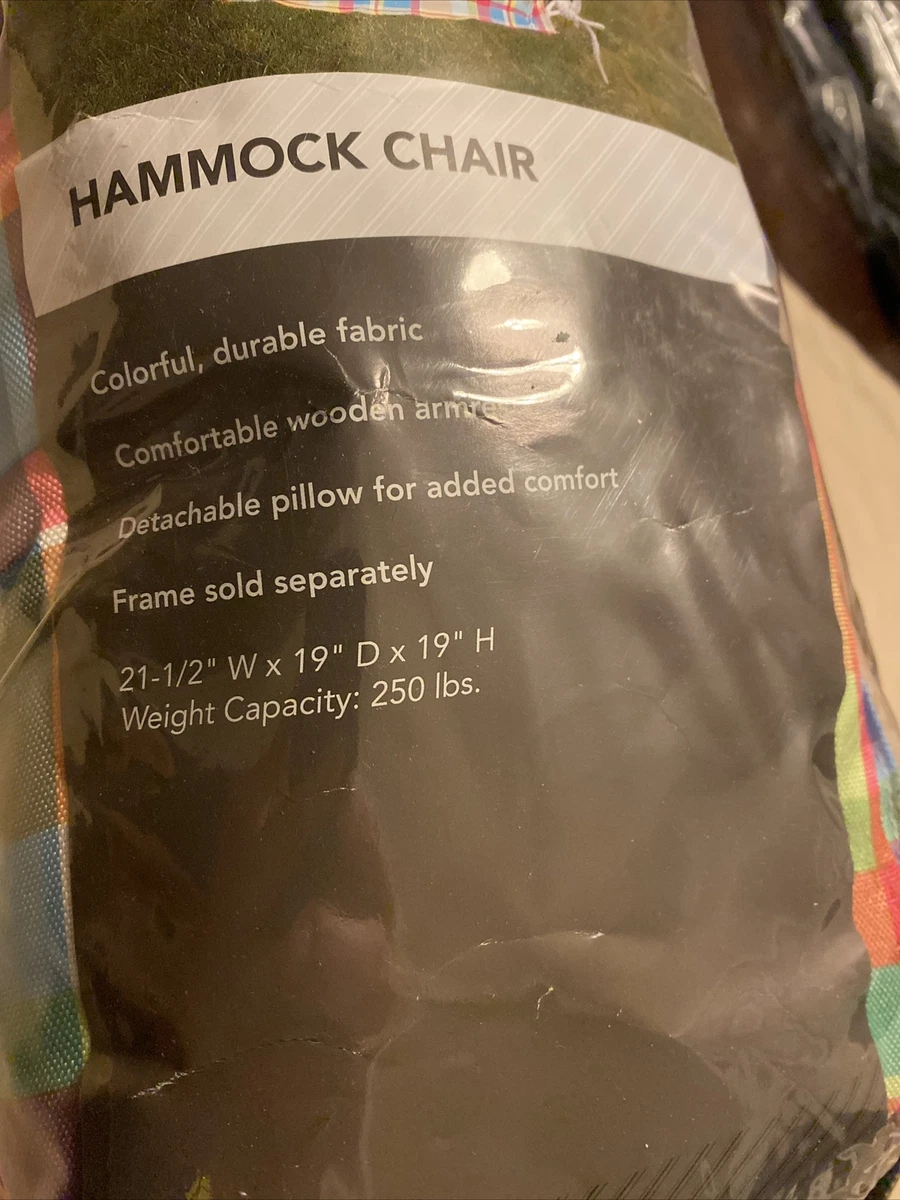 HAMMOCK CHAIR
Colorful, durable fabric
Comfortable wooden armre
Detachable pillow for added comfort
Frame sold separately
21-1/2" W x 19" D x 19" H
Weight Capacity: 250 lbs.